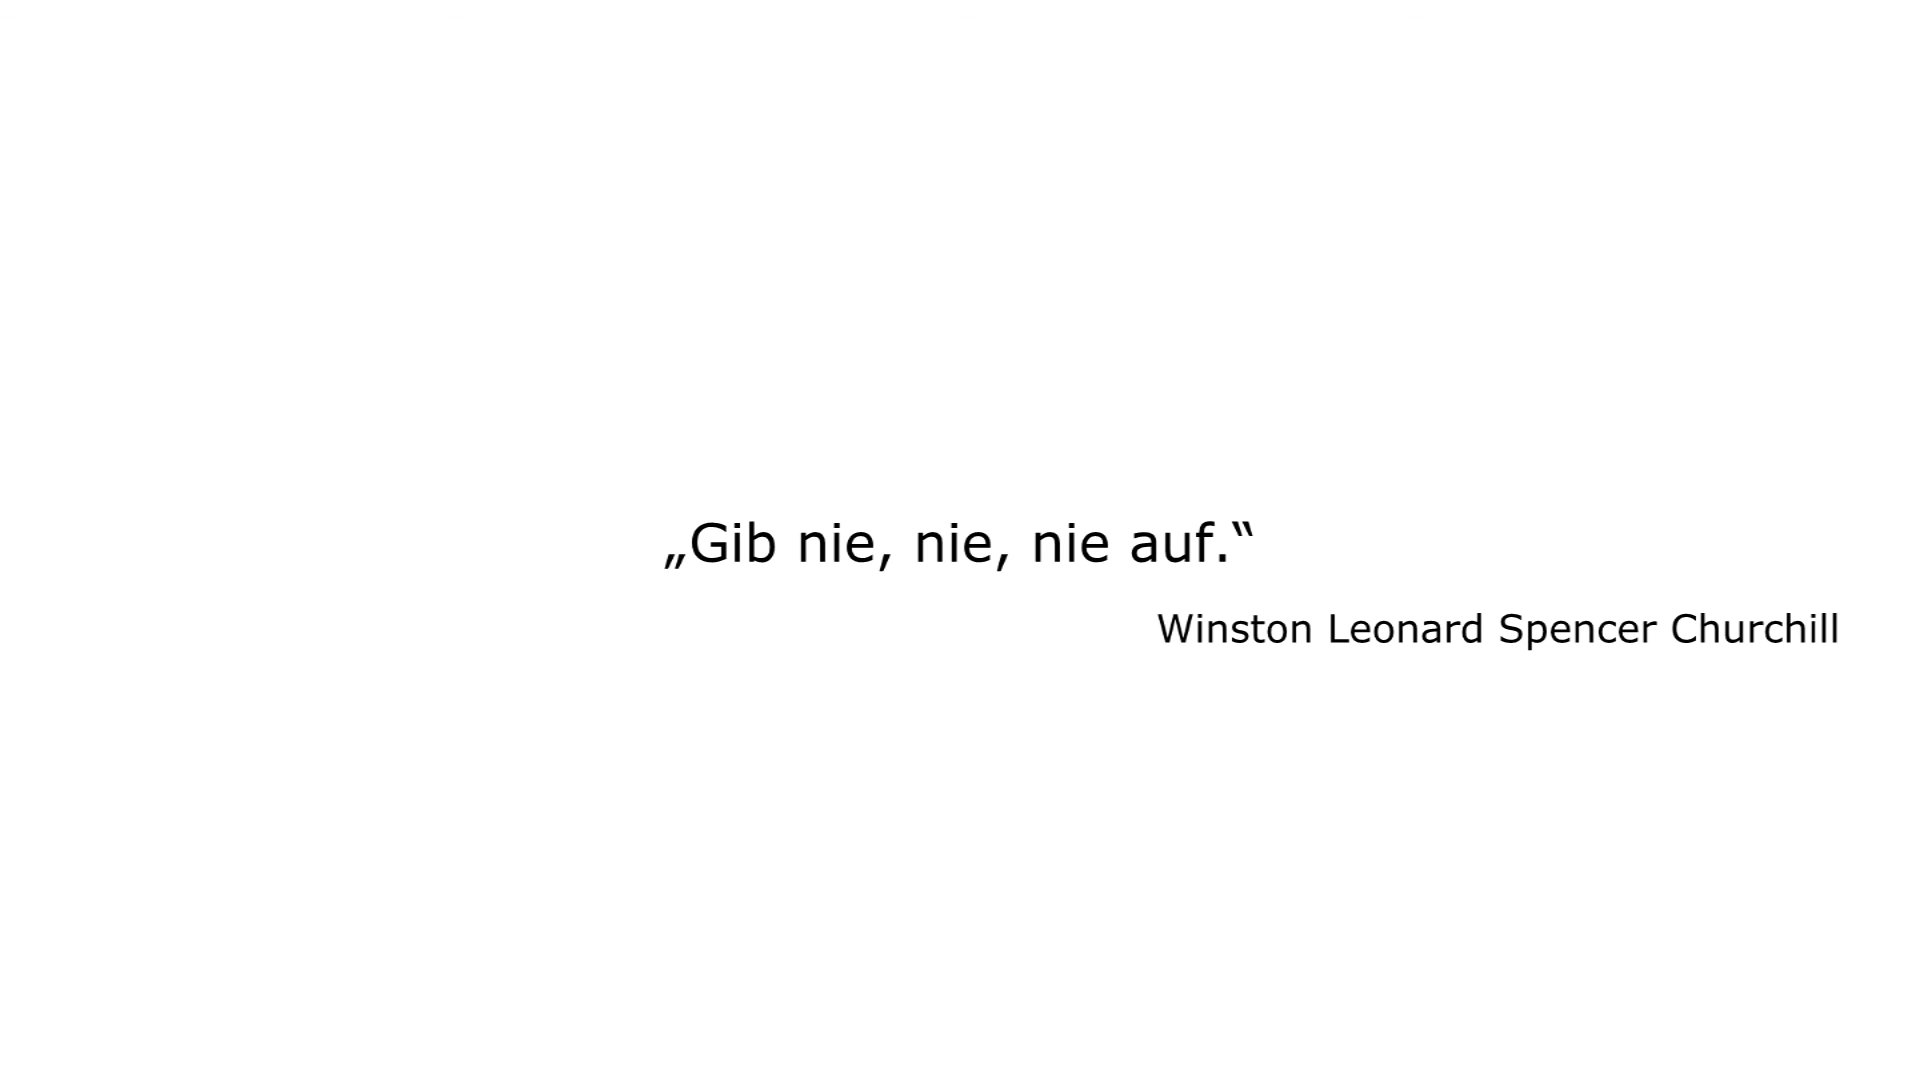 „Gib nie, nie, nie auf.“
Winston Leonard Spencer Churchill